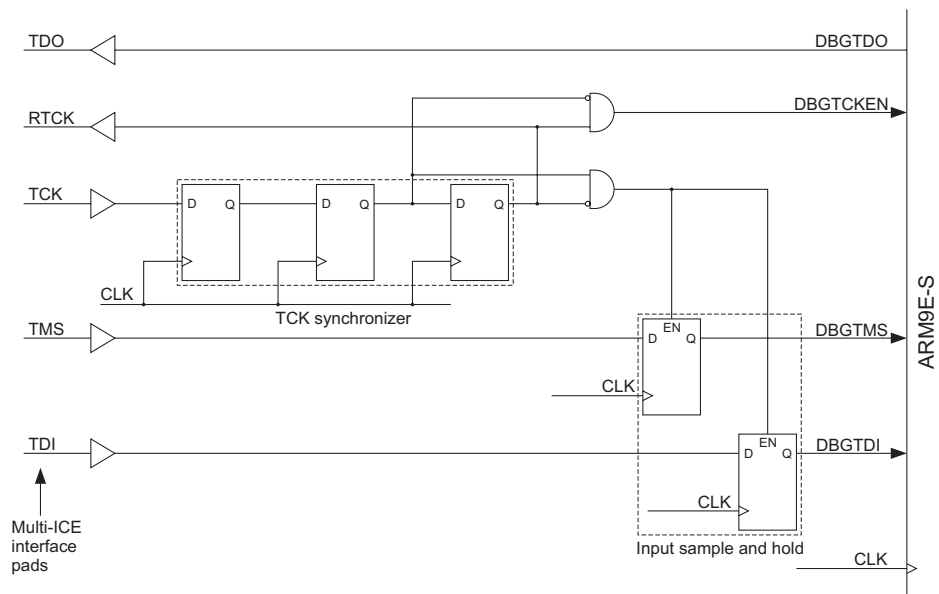 TDO
DBGTDO
RTCK
DBGTCKEN
TCK
D Q
D Q
D Q
CLK
TCK synchronizer
TMS
D EN Q
DBGTMS
CLK
TDI
D EN Q
DBGTDI
CLK
Multi-ICE
interface
pads
Input sample and hold
CLK
ARM9E-S